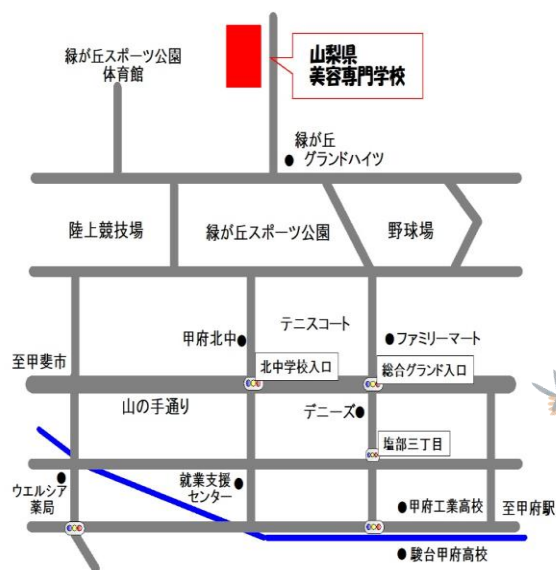 緑が丘スポーツ公園
体育館
山梨県
美容専門学校
緑が丘
グランドハイツ
陸上競技場
緑が丘スポーツ公園
野球場
テニスコート
甲府北中
ファミリーマート
至甲斐市
北中学校入口
総合グランド入口
山の手通り
デニーズ
塩部三丁目
ウエルシア
薬局
就業支援
センター
甲府工業高校
至甲府駅
駿台甲府高校